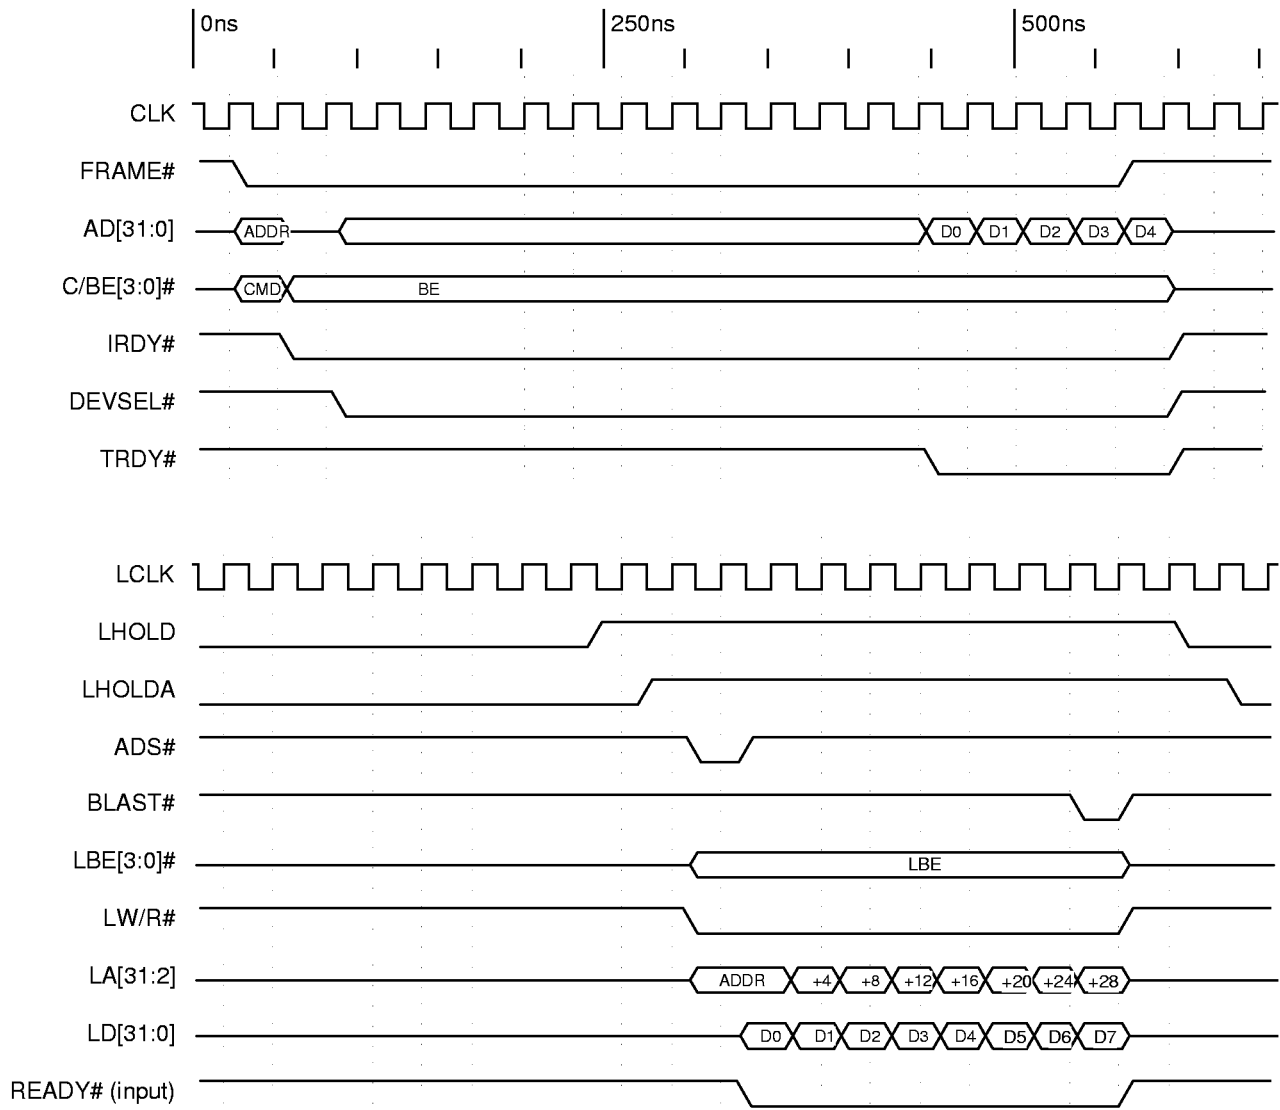 0ns 250ns 500ns
CLK
FRAME#
AD[31:0] ADDR D0 D1 D2 D3 D4
C/BE[3:0]# CMD BE
IRDY#
DEVSEL#
TRDY#
LCLK
LHOLD
LHOLDA
ADS#
BLAST#
LBE[3:0]# LBE
LW/R#
LA[31:2] ADDR +4 +8 +12 +16 +20 +24 +28
LD[31:0] D0 D1 D2 D3 D4 D5 D6 D7
READY# (input)